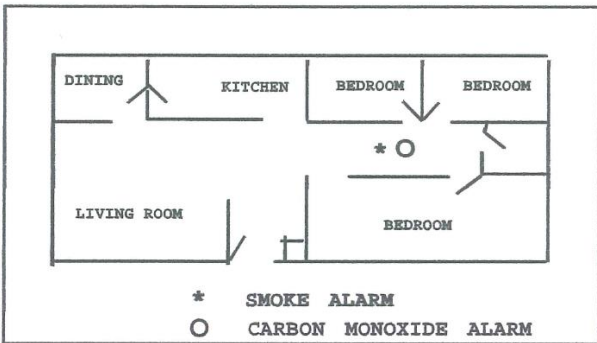 DINING KITCHEN BEDROOM BEDROOM
* O
LIVING ROOM BEDROOM
* SMOKE ALARM
O CARBON MONOXIDE ALARM